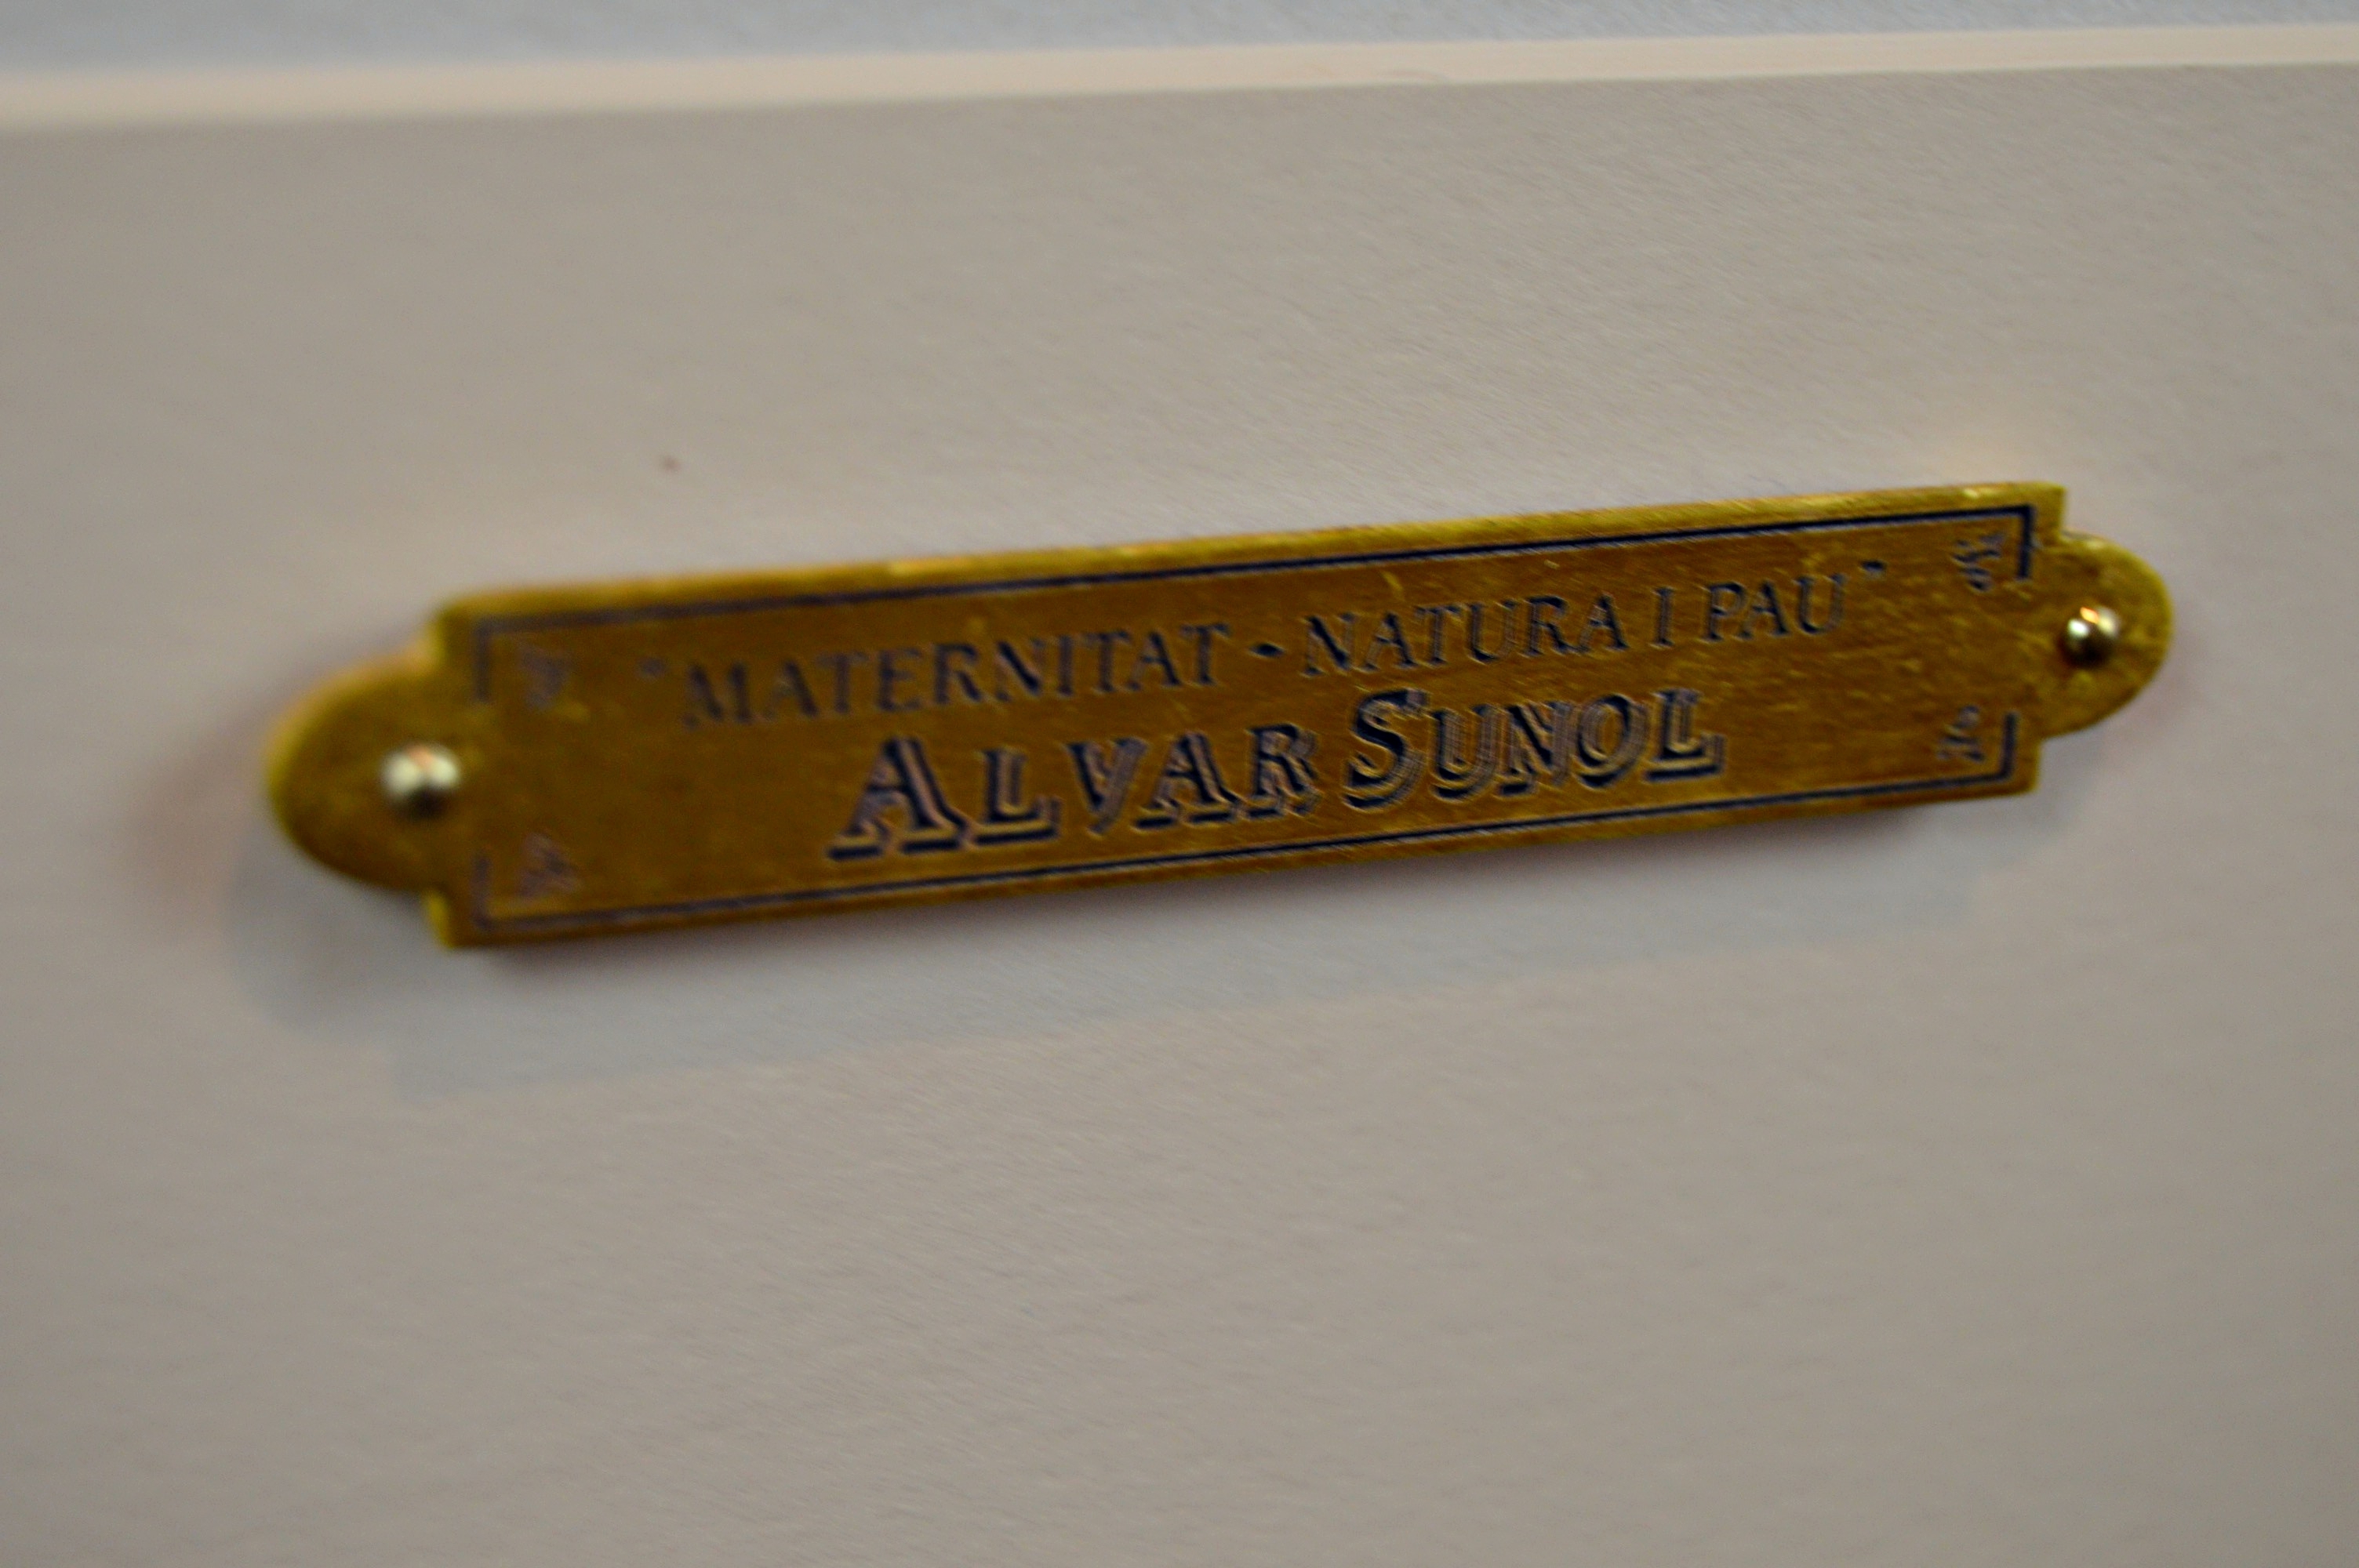 "MATERNITAT - NATURA I PAU"
ALVAR SUNOL